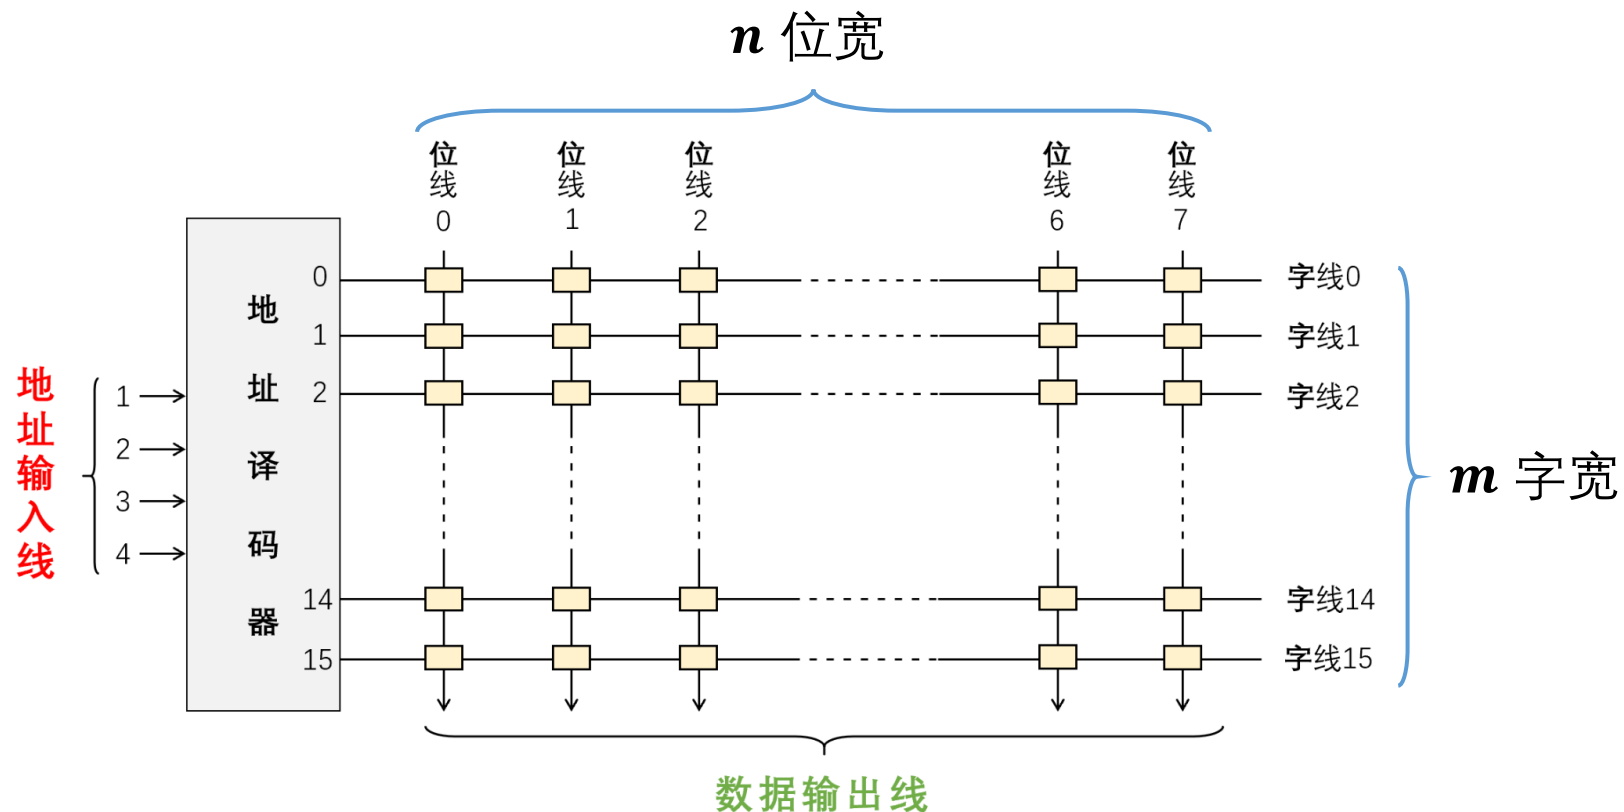 n 位宽
位线0
位线1
位线2
位线6
位线7
地址译码器
0
1
2
14
15
地址输入线
1
2
3
4
字线0
字线1
字线2
字线14
字线15
m 字宽
数据输出线